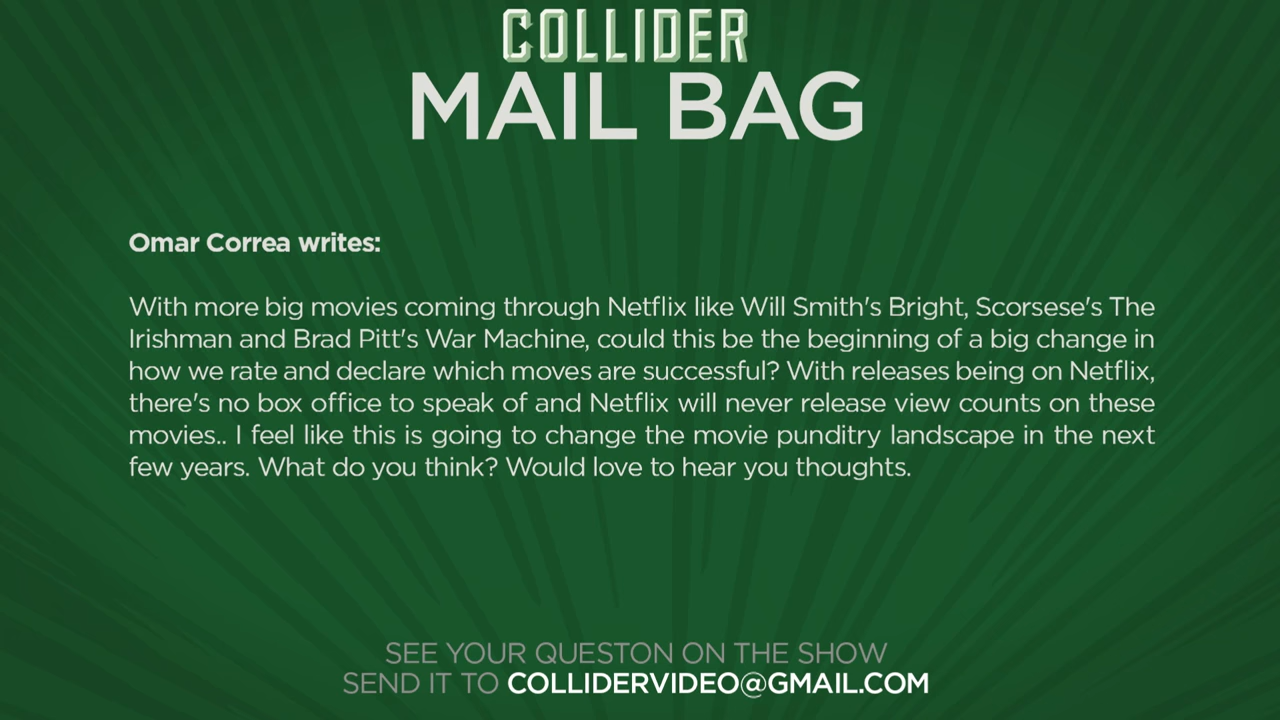 COLLIDER
MAIL BAG
Omar Correa writes:
With more big movies coming through Netflix like Will Smith's Bright, Scorsese's The
Irishman and Brad Pitt's War Machine, could this be the beginning of a big change in
how we rate and declare which moves are successful? With releases being on Netflix,
there's no box office to speak of and Netflix will never release view counts on these
movies.. I feel like this is going to change the movie punditry landscape in the next
few years. What do you think? Would love to hear you thoughts.
SEE YOUR QUESTON ON THE SHOW
SEND IT TO COLLIDERVIDEO@GMAIL.COM